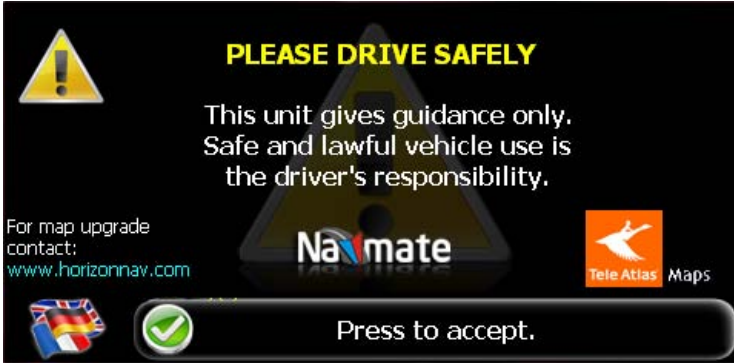 PLEASE DRIVE SAFELY
This unit gives guidance only.
Safe and lawful vehicle use is
the driver's responsibility.
For map upgrade
contact:
www.horizonnav.com
Navmate
Tele Atlas Maps
Press to accept.